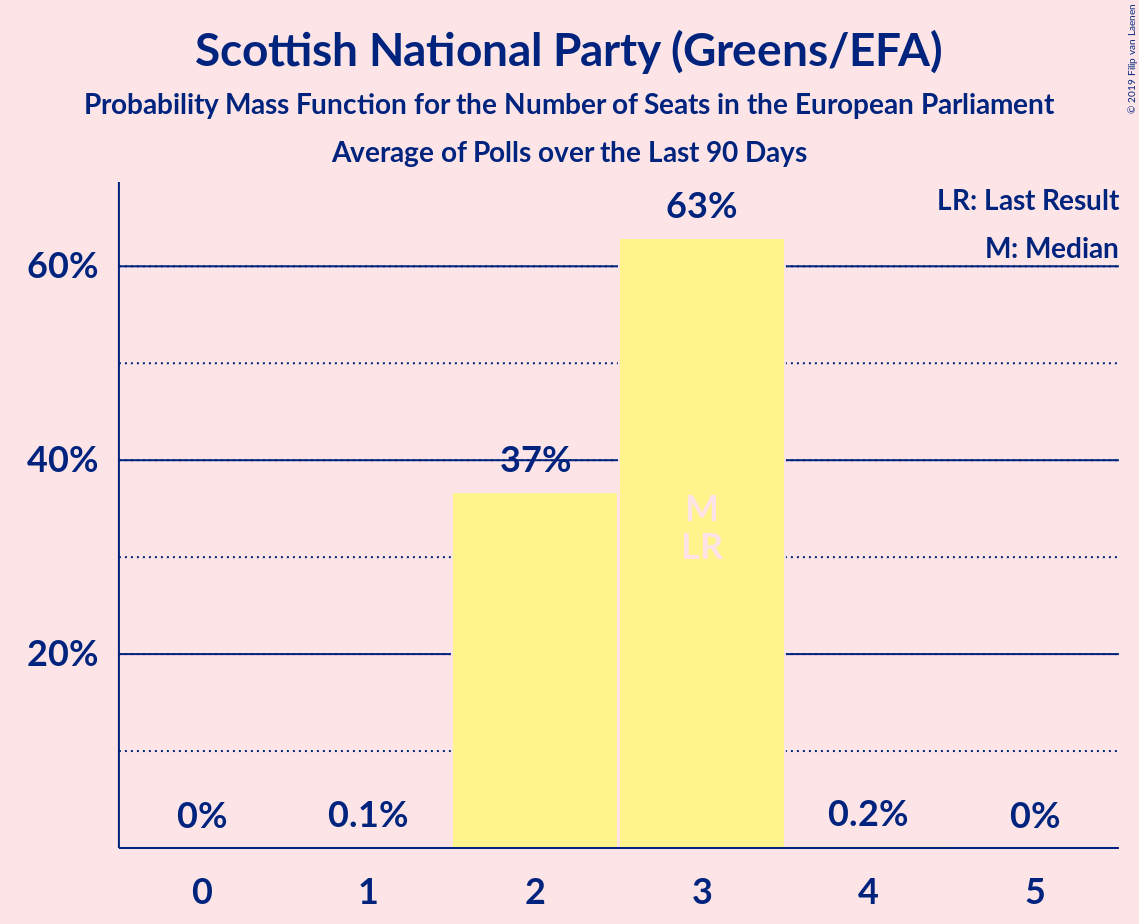 Scottish National Party (Greens/EFA)
Probability Mass Function for the Number of Seats in the European Parliament
Average of Polls over the Last 90 Days
© 2019 Filip van Laenen
LR: Last Result
M: Median
63%
60%
40%
37%
M
LR
20%
0%
0.1%
0.2%
0%
0 1 2 3 4 5